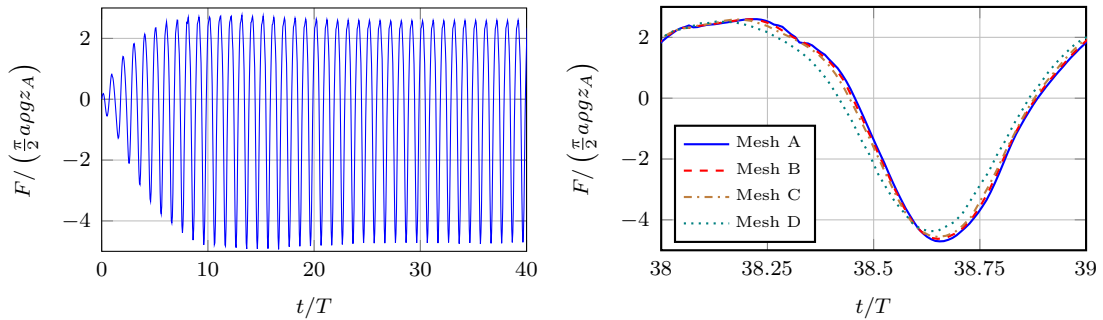 F/ (π/2 aρgz_A)
2
0
−2
−4
0
10
20
30
40
t/T
F/ (π/2 aρgz_A)
2
0
−2
−4
Mesh A
Mesh B
Mesh C
Mesh D
38
38.25
38.5
38.75
39
t/T